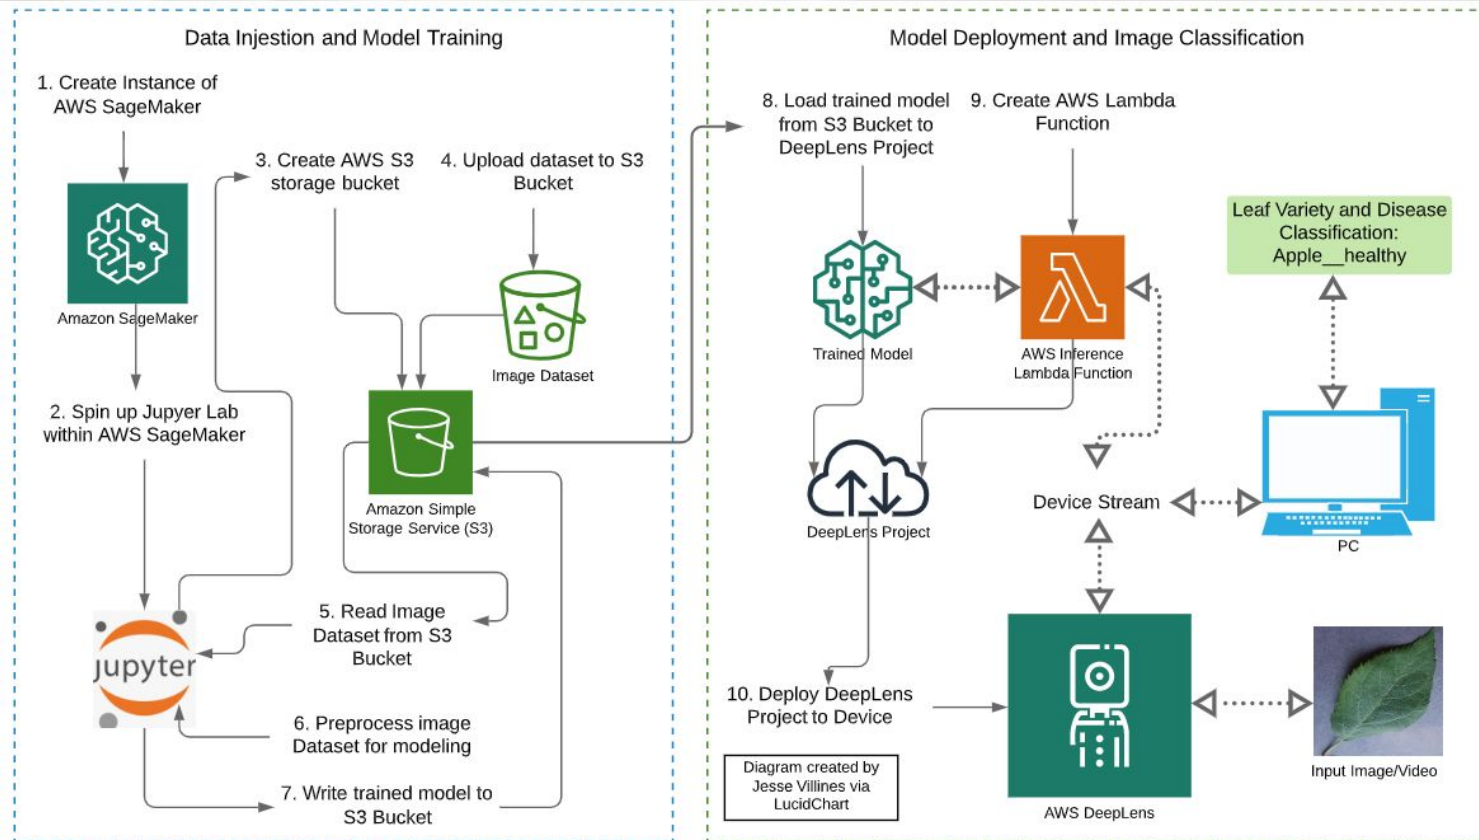 Data Injestion and Model Training
1. Create Instance of
AWS SageMaker
Amazon SageMaker
2. Spin up Jupyer Lab
within AWS SageMaker
3. Create AWS S3
storage bucket
4. Upload dataset to S3
Bucket
Image Dataset
Amazon Simple
Storage Service (S3)
jupyter
5. Read Image
Dataset from S3
Bucket
6. Preprocess image
Dataset for modeling
7. Write trained model to
S3 Bucket
Model Deployment and Image Classification
8. Load trained model
from S3 Bucket to
DeepLens Project
9. Create AWS Lambda
Function
Trained Model
AWS Inference
Lambda Function
Leaf Variety and Disease
Classification:
Apple__healthy
DeepLens Project
Device Stream
PC
10. Deploy DeepLens
Project to Device
AWS DeepLens
Input Image/Video
Diagram created by
Jesse Villines via
LucidChart